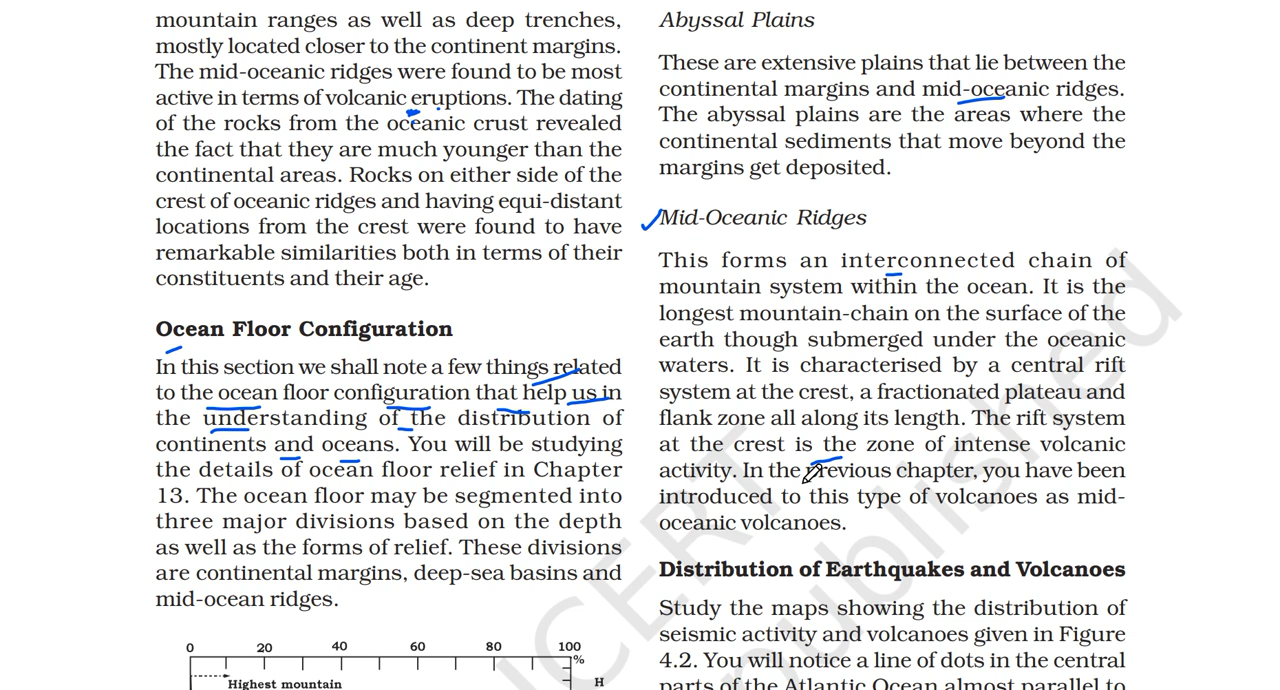 mountain ranges as well as deep trenches,
mostly located closer to the continent margins.
The mid-oceanic ridges were found to be most
active in terms of volcanic eruptions. The dating
of the rocks from the oceanic crust revealed
the fact that they are much younger than the
continental areas. Rocks on either side of the
crest of oceanic ridges and having equi-distant
locations from the crest were found to have
remarkable similarities both in terms of their
constituents and their age.
Ocean Floor Configuration
In this section we shall note a few things related
to the ocean floor configuration that help us in
the understanding of the distribution of
continents and oceans. You will be studying
the details of ocean floor relief in Chapter
13. The ocean floor may be segmented into
three major divisions based on the depth
as well as the forms of relief. These divisions
are continental margins, deep-sea basins and
mid-ocean ridges.
0 20 40 60 80 100
%
Highest mountain
H
Abyssal Plains
These are extensive plains that lie between the
continental margins and mid-oceanic ridges.
The abyssal plains are the areas where the
continental sediments that move beyond the
margins get deposited.
Mid-Oceanic Ridges
This forms an interconnected chain of
mountain system within the ocean. It is the
longest mountain-chain on the surface of the
earth though submerged under the oceanic
waters. It is characterised by a central rift
system at the crest, a fractionated plateau and
flank zone all along its length. The rift system
at the crest is the zone of intense volcanic
activity. In the previous chapter, you have been
introduced to this type of volcanoes as mid-
oceanic volcanoes.
Distribution of Earthquakes and Volcanoes
Study the maps showing the distribution of
seismic activity and volcanoes given in Figure
4.2. You will notice a line of dots in the central
parts of the Atlantic Ocean almost parallel to
NCERT
published